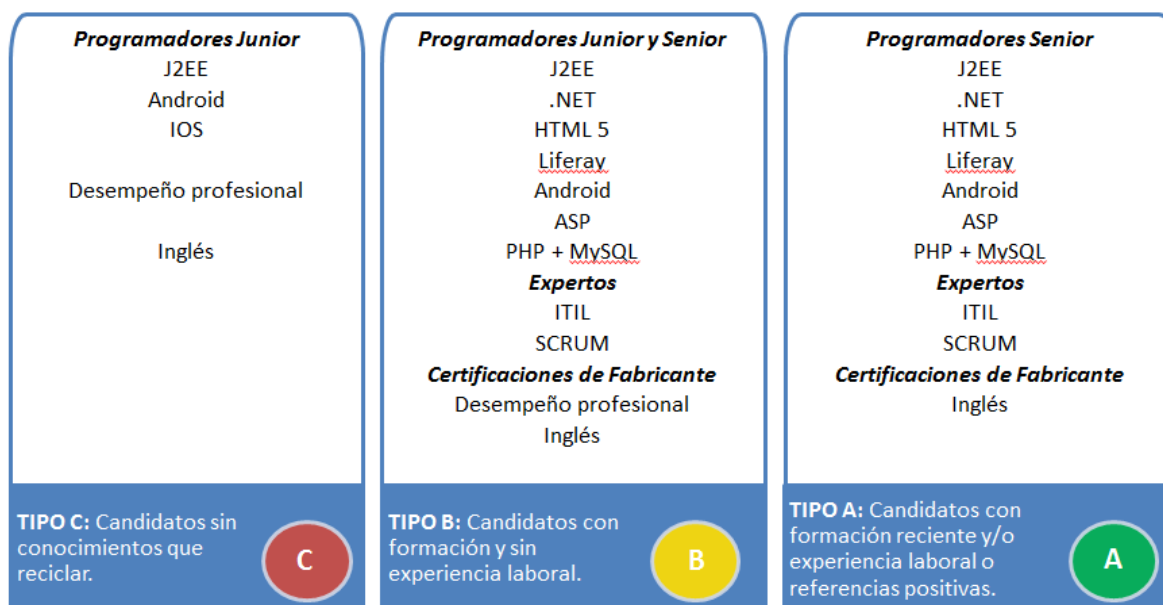 Programadores Junior
J2EE
Android
IOS
Desempeño profesional
Inglés
TIPO C: Candidatos sin
conocimientos que
reciclar.
C
Programadores Junior y Senior
J2EE
.NET
HTML 5
Liferay
Android
ASP
PHP + MySQL
Expertos
ITIL
SCRUM
Certificaciones de Fabricante
Desempeño profesional
Inglés
TIPO B: Candidatos con
formación y sin
experiencia laboral.
B
Programadores Senior
J2EE
.NET
HTML 5
Liferay
Android
ASP
PHP + MySQL
Expertos
ITIL
SCRUM
Certificaciones de Fabricante
Inglés
TIPO A: Candidatos con
formación reciente y/o
experiencia laboral o
referencias positivas.
A